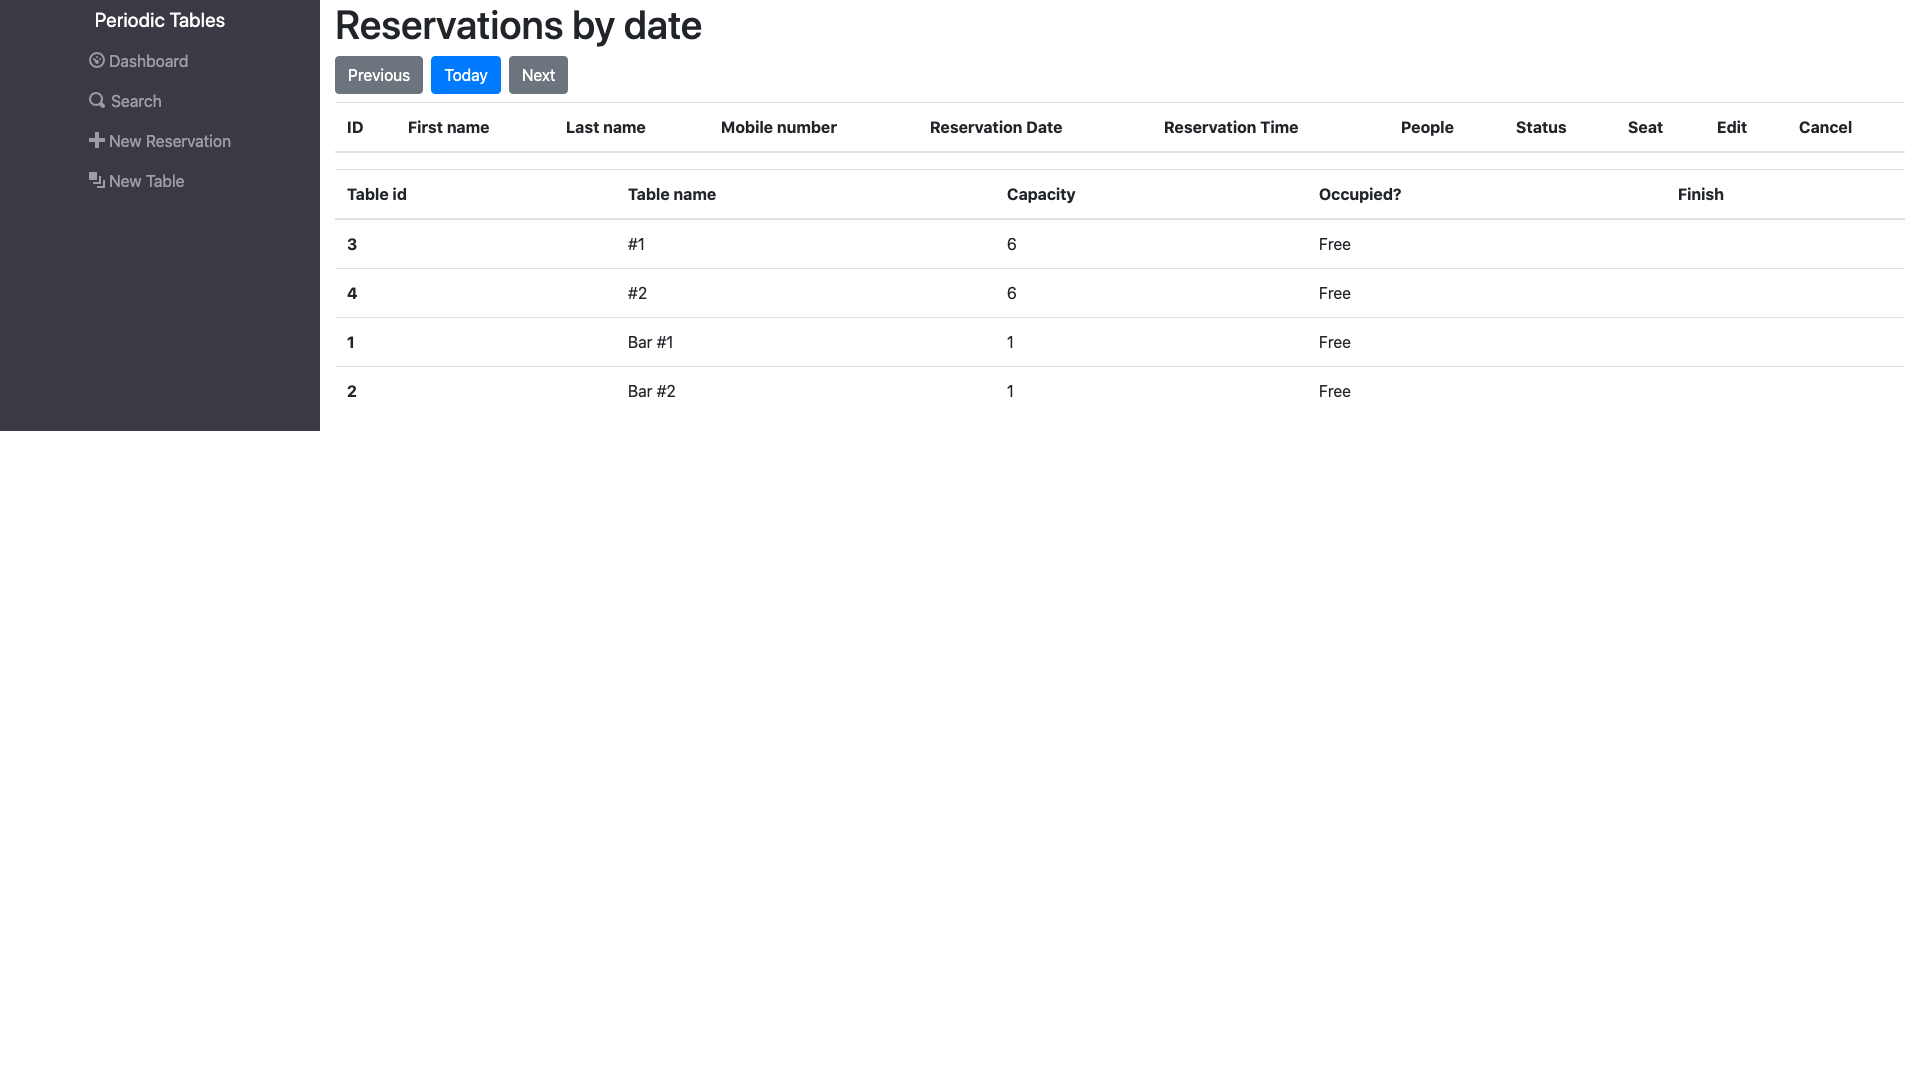 Periodic Tables
Dashboard
Search
New Reservation
New Table
Reservations by date
Previous Today Next
ID First name Last name Mobile number Reservation Date Reservation Time People Status Seat Edit Cancel
Table id Table name Capacity Occupied? Finish
3 #1 6 Free
4 #2 6 Free
1 Bar #1 1 Free
2 Bar #2 1 Free